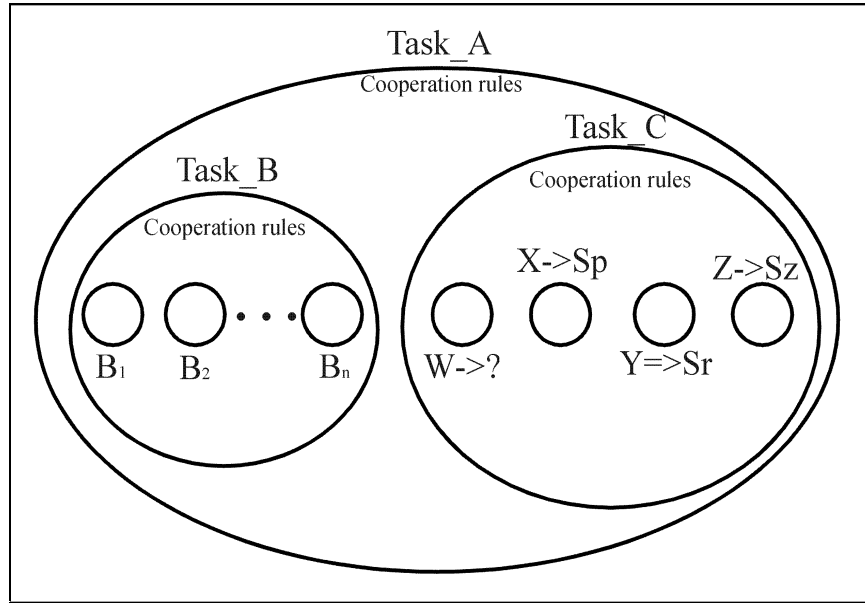 Task_A
Cooperation rules
Task_C
Cooperation rules
Task_B
Cooperation rules
X->Sp
Z->Sz
B1
B2
Bn
W->?
Y=>Sr